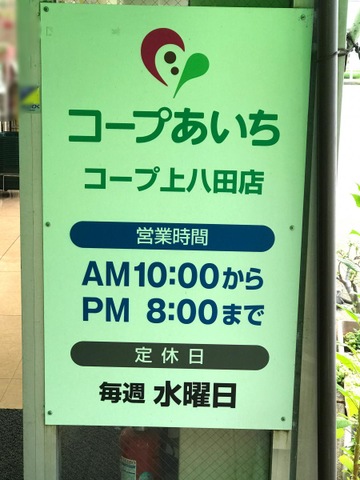 コープあいち
コープ上八田店
営業時間
AM10:00から
PM 8:00まで
定休日
毎週 水曜日